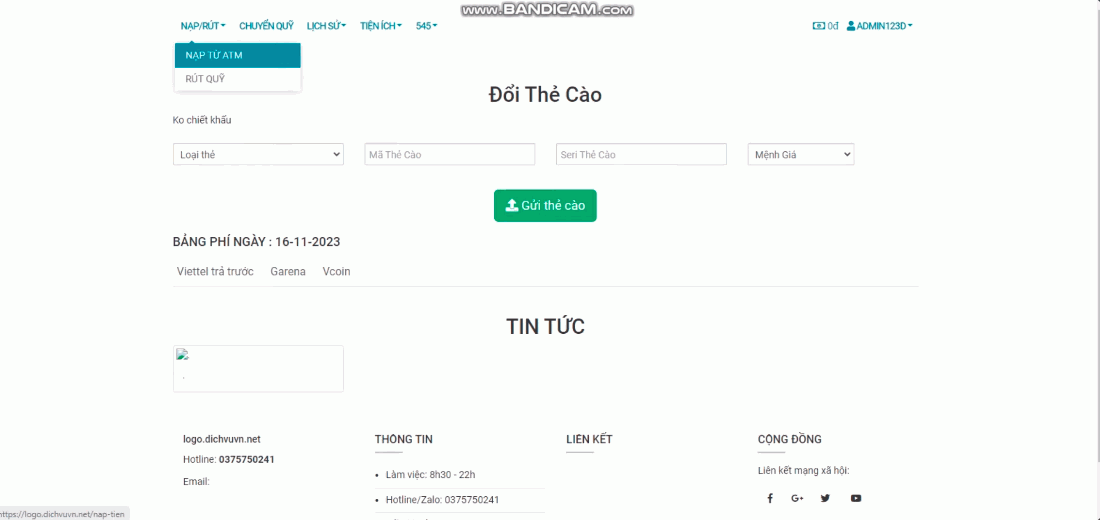 www.BANDICAM.com
NẠP/RÚT CHUYỂN QUỸ LỊCH SỬ TIỆN ÍCH 545 0đ ADMIN123D
NẠP TỪ ATM
RÚT QUỸ
Đổi Thẻ Cào
Ko chiết khấu
Loại thẻ Mã Thẻ Cào Seri Thẻ Cào Mệnh Giá
Gửi thẻ cào
BẢNG PHÍ NGÀY : 16-11-2023
Viettel trả trước Garena Vcoin
TIN TỨC
logo.dichvuvn.net THÔNG TIN LIÊN KẾT CỘNG ĐỒNG
Hotline: 0375750241 Làm việc: 8h30 - 22h Liên kết mạng xã hội:
Email: Hotline/Zalo: 0375750241
https://logo.dichvuvn.net/nap-tien